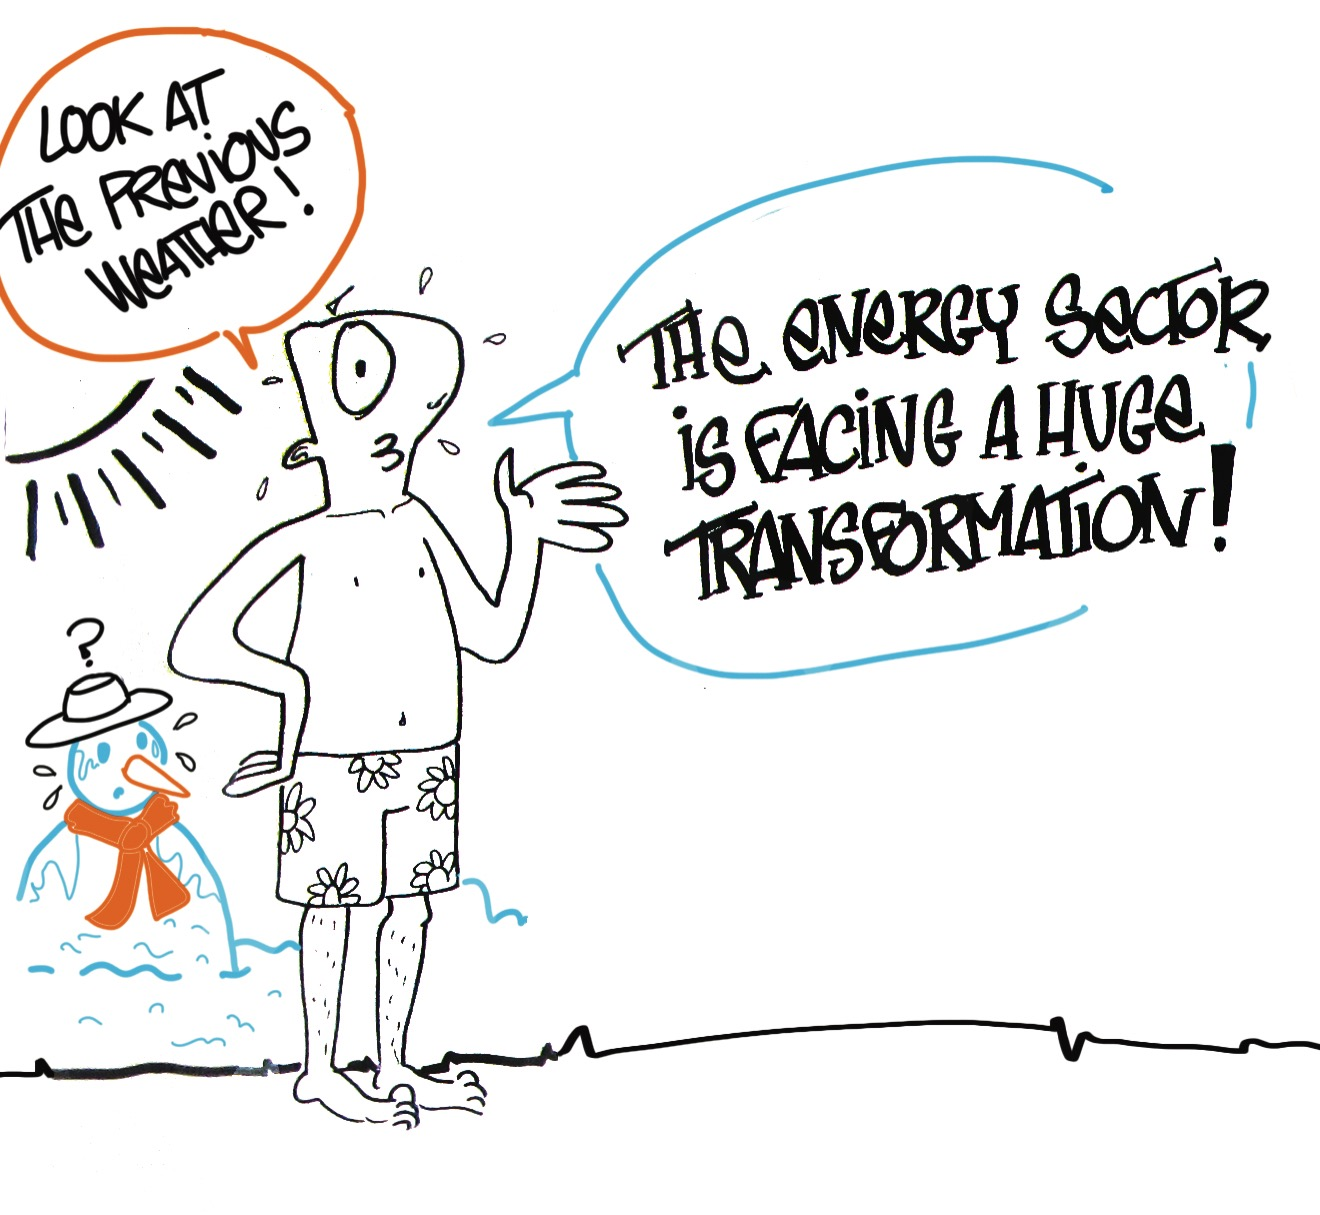 LOOK AT
THE PREVIOUS
WEATHER!
THE ENERGY SECTOR
IS FACING A HUGE
TRANSFORMATION!
?